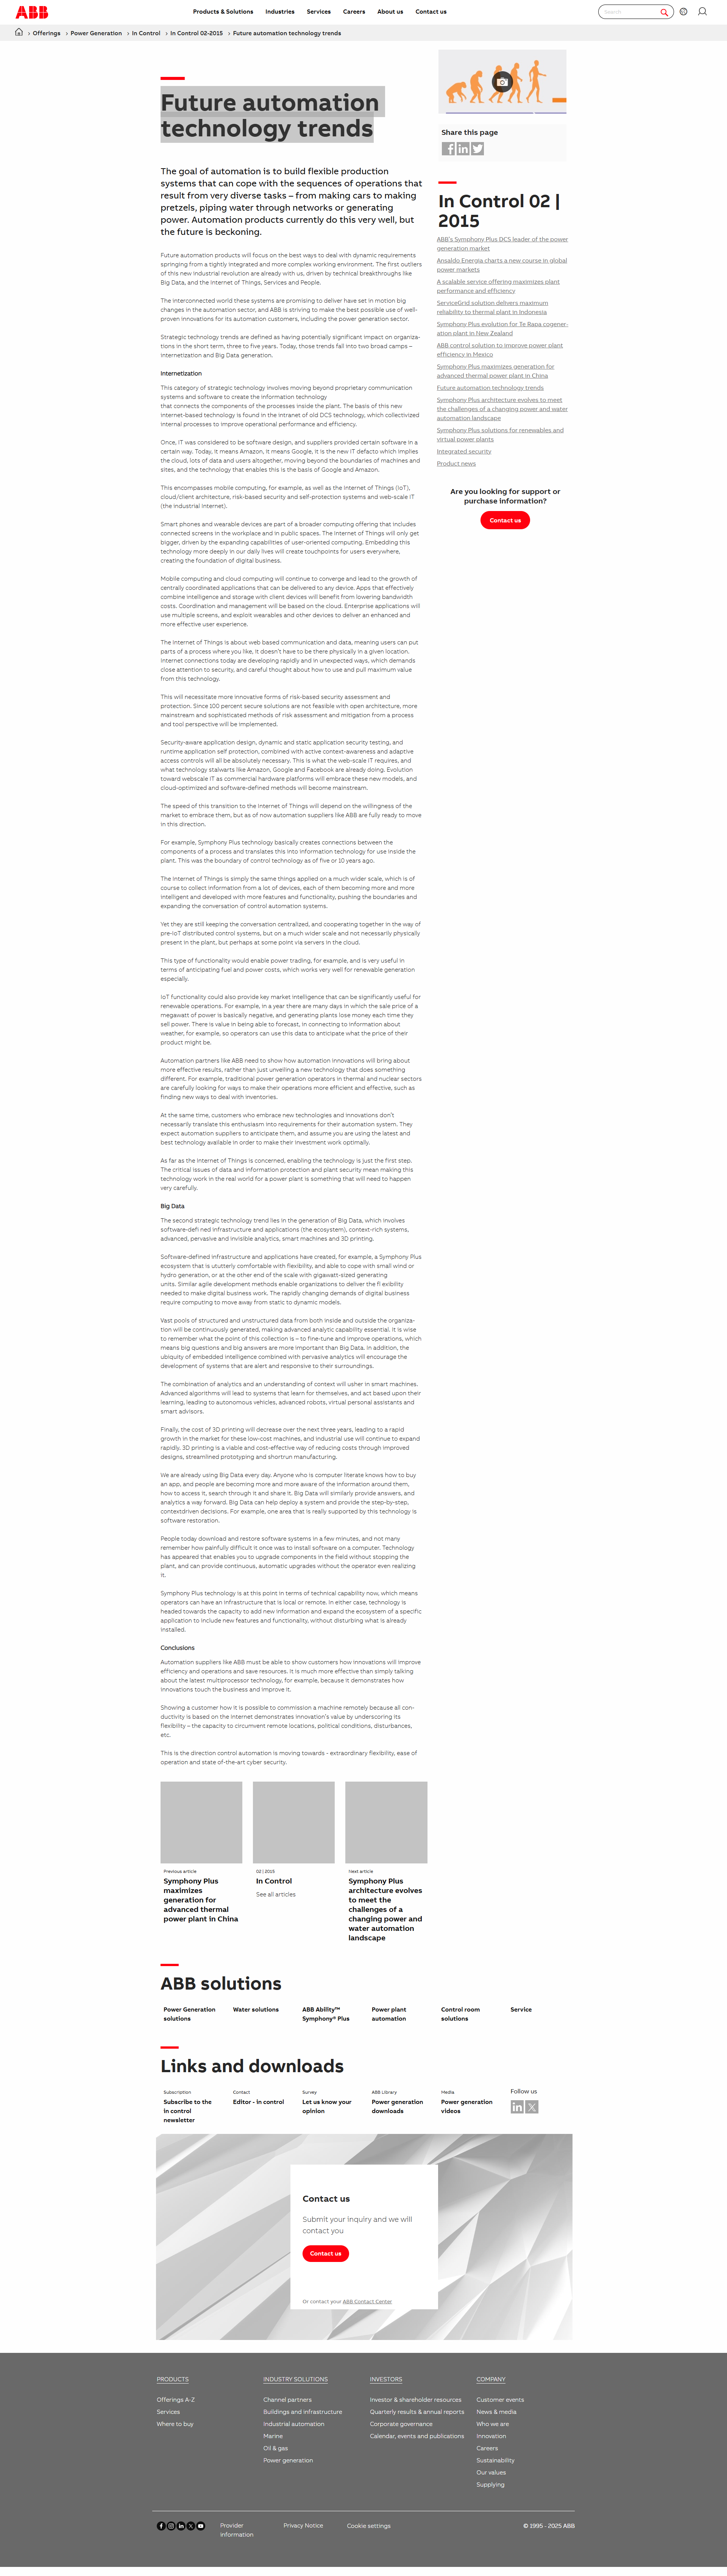 ABB
Products & Solutions
Industries
Services
Careers
About us
Contact us
Search
Offerings
Power Generation
In Control
In Control 02-2015
Future automation technology trends
Future automation
technology trends
The goal of automation is to build flexible production
systems that can cope with the sequences of operations that
result from very diverse tasks – from making cars to making
pretzels, piping water through networks or generating
power. Automation products currently do this very well, but
the future is beckoning.
Future automation products will focus on the best ways to deal with dynamic requirements
springing from a tightly integrated and more complex working environment. The first outliers
of this new industrial revolution are already with us, driven by technical breakthroughs like
Big Data, and the Internet of Things, Services and People.
The interconnected world these systems are promising to deliver have set in motion big
changes in the automation sector, and ABB is striving to make the best possible use of well-
proven innovations for its automation customers, including the power generation sector.
Strategic technology trends are defined as having potentially significant impact on organiza-
tions in the short term, three to five years. Today, those trends fall into two broad camps –
internetization and Big Data generation.
Internetization
This category of strategic technology involves moving beyond proprietary communication
systems and software to create the information technology
that connects the components of the processes inside the plant. The basis of this new
internet-based technology is found in the intranet of old DCS technology, which collectivized
internal processes to improve operational performance and efficiency.
Once, IT was considered to be software design, and suppliers provided certain software in a
certain way. Today, it means Amazon, it means Google, it is the new IT defacto which implies
the cloud, lots of data and users altogether, moving beyond the boundaries of machines and
sites, and the technology that enables this is the basis of Google and Amazon.
This encompasses mobile computing, for example, as well as the Internet of Things (IoT),
cloud/client architecture, risk-based security and self-protection systems and web-scale IT
(the industrial internet).
Smart phones and wearable devices are part of a broader computing offering that includes
connected screens in the workplace and in public spaces. The Internet of Things will only get
bigger, driven by the expanding capabilities of user-oriented computing. Embedding this
technology more deeply in our daily lives will create touchpoints for users everywhere,
creating the foundation of digital business.
Mobile computing and cloud computing will continue to converge and lead to the growth of
centrally coordinated applications that can be delivered to any device. Apps that effectively
combine intelligence and storage with client devices will benefit from lowering bandwidth
costs. Coordination and management will be based on the cloud. Enterprise applications will
use multiple screens, and exploit wearables and other devices to deliver an enhanced and
more effective user experience.
The Internet of Things is about web based communication and data, meaning users can put
parts of a process where you like, it doesn't have to be there physically in a given location.
Internet connections today are developing rapidly and in unexpected ways, which demands
close attention to security, and careful thought about how to use and maintain value
from this technology.
This will necessitate more innovative forms of risk-based security assessment and
protection. Since 100 percent secure solutions are not feasible with open architecture, more
mainstream and sophisticated methods of risk assessment and mitigation from a process
and tool perspective will be implemented.
Security-aware application design, dynamic and static application security testing, and
runtime application self protection, combined with active context-awareness and adaptive
access controls will all be absolutely necessary. This is what the web-scale IT requires, and
what technology stalwarts like Amazon, Google and Facebook are already doing. Evolution
toward webscale IT as commercial hardware platforms will embrace these new models, and
cloud-optimized and software-defined methods will become mainstream.
The speed of this transition to the Internet of Things will depend on the willingness of the
market to embrace it, but as of now automation suppliers like ABB are fully ready to move
in this direction.
For example, Symphony Plus technology basically creates connections between the
components of a process and translates this into information technology for use inside the
plant. This was the boundary of control technology as of five or 10 years ago.
The Internet of Things is simply the same things applied on a much wider scale, which is of
course to collect information from a lot of devices, each of them becoming more and more
intelligent and developed with more features and functionality, pushing the boundaries and
expanding the conversation of control automation systems.
Yet they are still keeping the conversation centralized, and cooperating together in the way of
pre-IoT distributed control systems, but on a much wider scale and not necessarily physically
present in the plant, but perhaps at some point via servers in the cloud.
This type of functionality would enable power trading, for example, and is very useful in
terms of anticipating fuel and power costs, which works very well for renewable generation
especially.
IoT functionality could also provide key market intelligence that can be significantly useful for
renewable operations. For example, in a year there are many days in which the sale price of a
megawatt of power is basically negative, and generating plants lose money each time they
sell power. There is value in being able to forecast, in connecting to information about
weather, for example, so operators can use this data to anticipate what the price of their
product might be.
Automation partners like ABB need to show how automation innovations will bring about
more effective results, rather than just unveiling a new technology that does something
different. For example, traditional power generation operators in thermal and nuclear sectors
are carefully looking for ways to make their operations more efficient and effective, such as
finding new ways to deal with inventories.
At the same time, customers who embrace new technologies and innovations don't
necessarily translate this enthusiasm into requirements for their automation system. They
expect automation suppliers to anticipate them, and assume you are using the latest and
best technology available in order to make their investment work optimally.
As far as the Internet of Things is concerned, enabling the technology is just the first step.
The critical issues of data and information protection and plant security mean making this
technology work in the real world for a power plant is something that will need to happen
very carefully.
Big Data
The second strategic technology trend lies in the generation of Big Data, which involves
software-defi ned infrastructure and applications (the ecosystem), context-rich systems,
advanced, pervasive and invisible analytics, smart machines and 3D printing.
Software-defined infrastructure and applications have created, for example, a Symphony Plus
ecosystem that is ututterly comfortable with flexibility, and able to cope with small wind or
hydro generation, or at the other end of the scale with gigawatt-sized generating
units. Similar agile development methods enable organizations to deliver the fl exibility
needed to make digital business work. The rapidly changing demands of digital business
require computing to move away from static to dynamic models.
Vast pools of structured and unstructured data from both inside and outside the organiza-
tion will be continuously generated, making advanced analytic capability essential. It is wise
to remember what the point of this collection is – to fine-tune and improve operations, which
means big questions and big answers are more important than Big Data. In addition, the
ubiquity of embedded intelligence combined with pervasive analytics will encourage the
development of systems that are alert and responsive to their surroundings.
The combination of analytics and an understanding of context will usher in smart machines.
Advanced algorithms will lead to systems that learn for themselves, and act based on their
learning, leading to autonomous vehicles, advanced robots, virtual personal assistants and
smart advisors.
Finally, the cost of 3D printing will decrease over the next three years, leading to a rapid
growth in the market for these low-cost machines, and industrial use will continue to expand
rapidly. 3D printing is a viable and cost-effective way of reducing costs through improved
designs, streamlined prototyping and shortrun manufacturing.
We are already using Big Data every day. Anyone who is computer literate knows how to buy
an app, and people are becoming more and more aware of the information around them,
how to access it, search through it and share it. Big Data will similarly provide answers, and
analytics a way forward. Big Data can help deploy a system and provide the step-by-step,
contextdriven decisions. For example, one area that is really supported by this technology is
software restoration.
People today download and restore software systems in a few minutes, and not many
remember how painfully difficult it once was to install software on a computer. Technology
has appeared that enables you to upgrade components in the field without stopping the
plant, and can provide continuous, automatic upgrades without the operator even realizing
it.
Symphony Plus Technology is at this point in terms of technical capability now, which means
operators can have an infrastructure that is local or remote. In either case, technology is
headed towards the capacity to add new information and expand the ecosystem of a specific
application to include new features and functionality, without disturbing what is already
installed.
Conclusions
Automation suppliers like ABB must be able to show customers how innovations will improve
efficiency and operations and save resources. It is much more effective than simply talking
about the latest multiprocessor technology, for example, because it demonstrates how
innovations touch the business and improve it.
Showing a customer how it is possible to commission a machine remotely because all con-
ductivity is based on the internet demonstrates innovation's value by underscoring its
flexibility – the capacity to circumvent remote locations, political conditions, disturbances,
etc.
This is the direction control automation is moving towards - extraordinary flexibility, ease of
operation and state of-the-art cyber security.
Share this page
In Control 02 |
2015
ABB's Symphony Plus DCS leader of the power
generation market
Ansaldo Energia charts a new course in global
power markets
A scalable service offering maximizes plant
performance and efficiency
ServiceGrid solution delivers maximum
reliability to thermal plant in Indonesia
Symphony Plus evolution for Te Rapa cogener-
ation plant in New Zealand
ABB control solution to improve power plant
efficiency in Mexico
Symphony Plus maximizes generation for
advanced thermal power plant in China
Future automation technology trends
Symphony Plus architecture evolves to meet
the challenges of a changing power and water
automation landscape
Symphony Plus solutions for renewables and
virtual power plants
Integrated security
Product news
Are you looking for support or
purchase information?
Contact us
Previous article
Symphony Plus
maximizes
generation for
advanced thermal
power plant in China
02 | 2015
In Control
See all articles
Next article
Symphony Plus
architecture evolves
to meet the
challenges of a
changing power and
water automation
landscape
ABB solutions
Power Generation
solutions
Water solutions
ABB Ability™
Symphony® Plus
Power plant
automation
Control room
solutions
Service
Links and downloads
Subscription
Subscribe to the
in control
newsletter
Contact
Editor - in control
Survey
Let us know your
opinion
ABB Library
Power generation
downloads
Media
Power generation
videos
Follow us
Contact us
Submit your inquiry and we will
contact you
Contact us
Or contact your ABB Contact Center
PRODUCTS
Offerings A-Z
Services
Where to buy
INDUSTRY SOLUTIONS
Channel partners
Buildings and infrastructure
Industrial automation
Marine
Oil & gas
Power generation
INVESTORS
Investor & shareholder resources
Quarterly results & annual reports
Corporate governance
Calendar, events and publications
COMPANY
Customer events
News & media
Who we are
Innovation
Careers
Sustainability
Our values
Supplying
Provider
information
Privacy Notice
Cookie settings
© 1995 - 2025 ABB